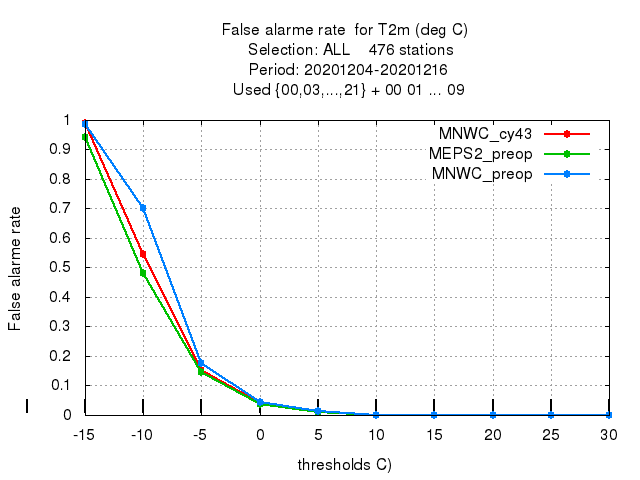 False alarme rate  for T2m (deg C)
Selection: ALL    476 stations
Period: 20201204-20201216
Used {00,03,...,21} + 00 01 ... 09
MNWC_cy43
MEPS2_preop
MNWC_preop
1
0.9
0.8
0.7
0.6
0.5
0.4
0.3
0.2
0.1
0
False alarme rate
-15 -10 -5 0 5 10 15 20 25 30
thresholds C)